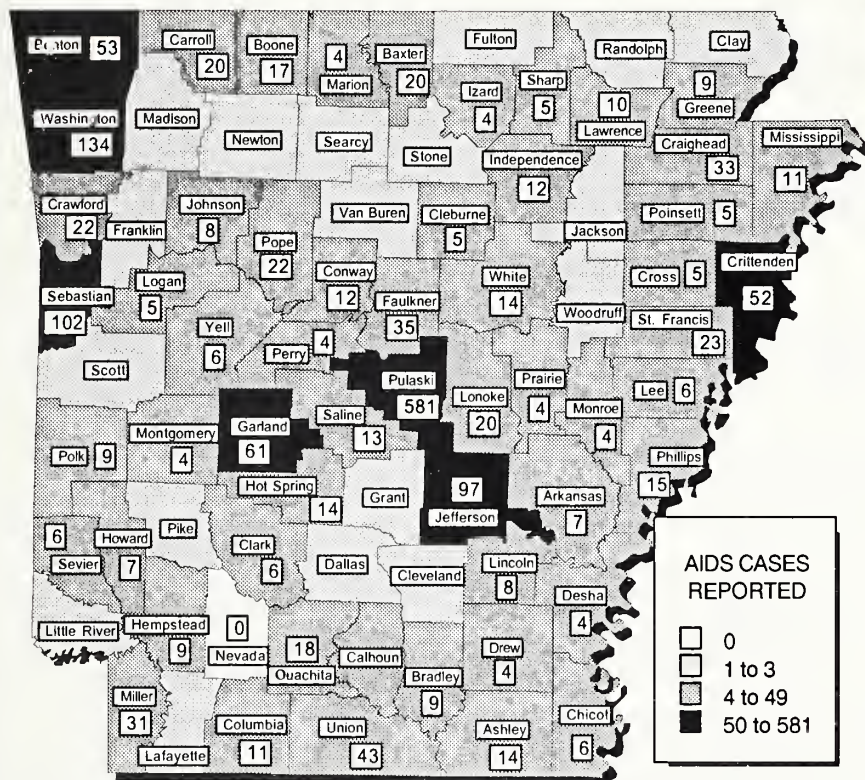 Fulton
Clay
Randolph
Benton 53
Carroll
20
Boone
17
4
Marion
Baxter
20
Izard
4
Sharp
5
10
Lawrence
9
Greene
Washington
134
Madison
Newton
Searcy
Stone
Independence
12
Craighead
33
Mississippi
11
Crawford
22
Franklin
Johnson
8
Van Buren
Cleburne
5
Jackson
Poinsett 5
Pope
22
Logan
5
Conway
12
White
14
Cross 5
Crittenden
52
Sebastian
102
Faulkner
35
Woodruff
St. Francis
23
Yell
6
Perry 4
Scott
Pulaski
581
Lonoke
20
Prairie
4
Lee 6
Monroe
4
Garland
61
Saline
13
Montgomery
4
Polk 9
Phillips
15
Hot Spring
14
Grant
97
Jefferson
Arkansas
7
6
Sevier
Howard
7
Pike
Clark
6
Dallas
Cleveland
Lincoln
8
Desha
4
Little River
Hempstead
9
0
Nevada
18
Ouachita
Calhoun
Bradley
9
Drew
4
Miller
31
Lafayette
Columbia
11
Union
43
Ashley
14
Chicot
6
AIDS CASES
REPORTED
0
1 to 3
4 to 49
50 to 581